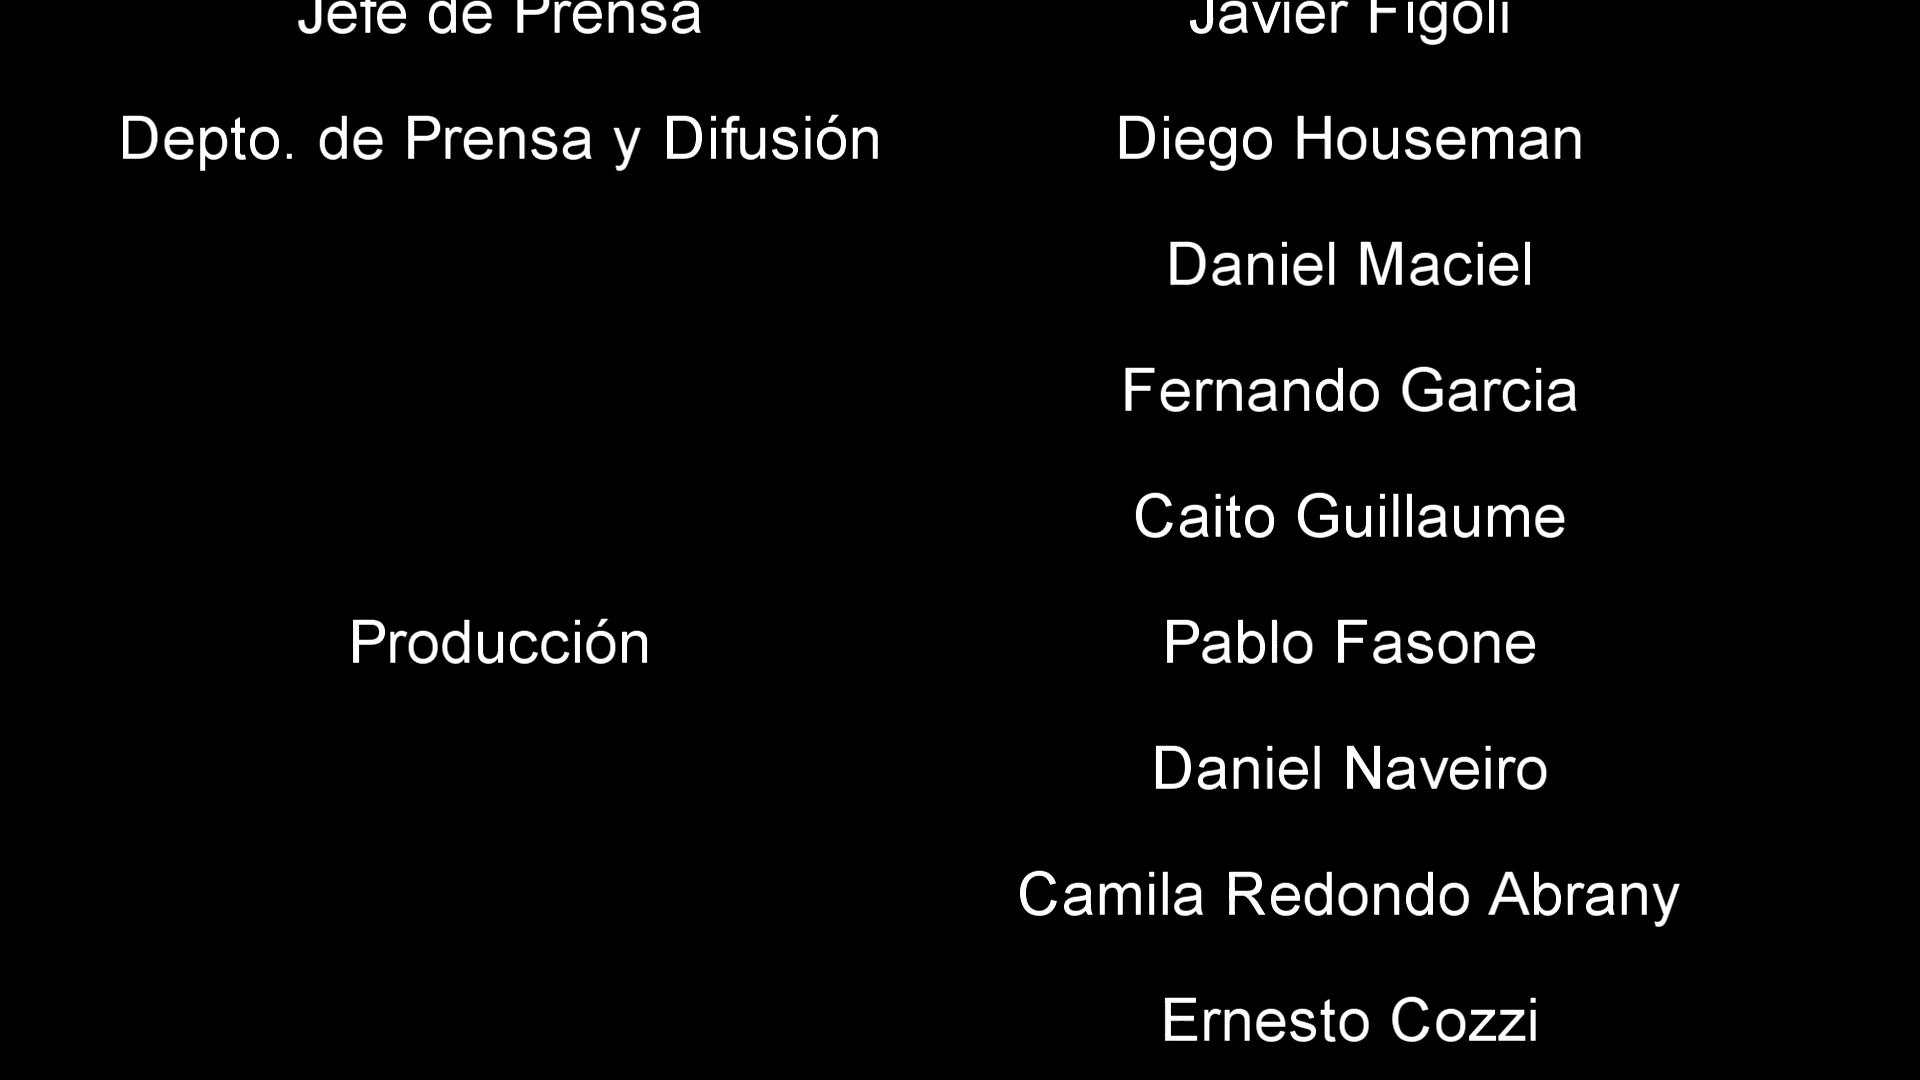 Jefe de Prensa Javier Figoli
Depto. de Prensa y Difusión Diego Houseman
Daniel Maciel
Fernando Garcia
Caito Guillaume
Producción Pablo Fasone
Daniel Naveiro
Camila Redondo Abrany
Ernesto Cozzi